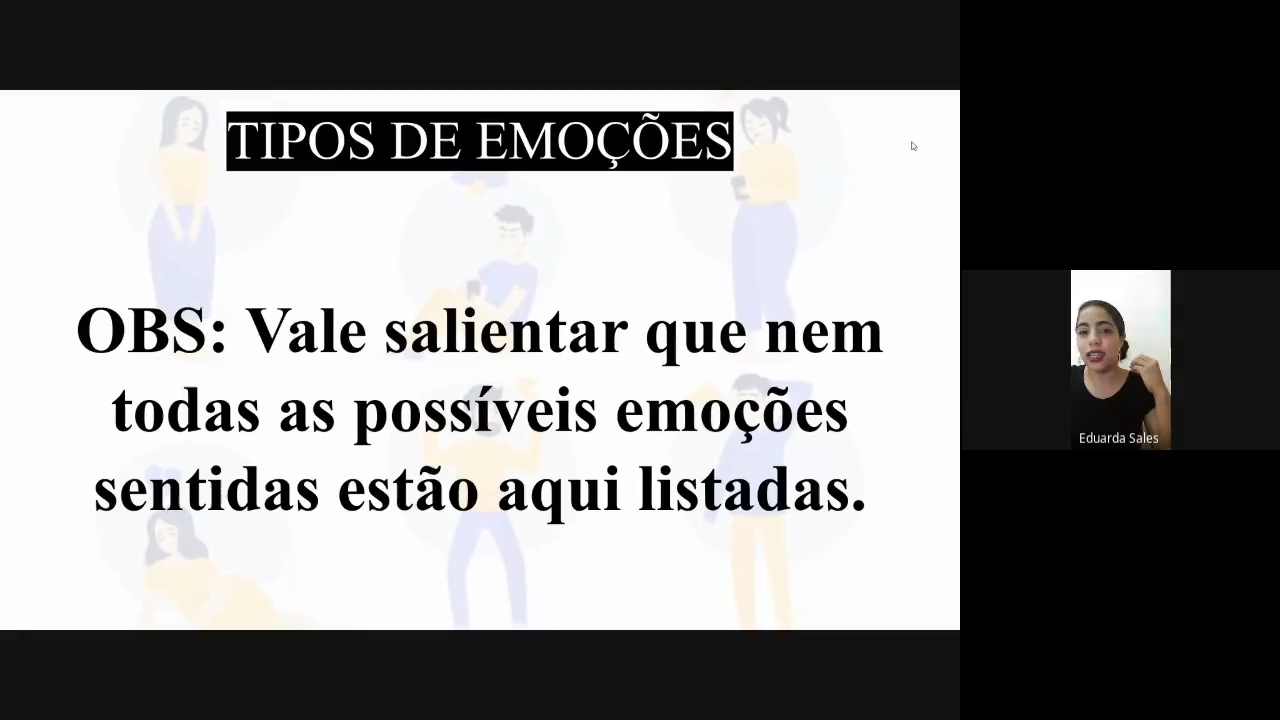 TIPOS DE EMOÇÕES
OBS: Vale salientar que nem
todas as possíveis emoções
sentidas estão aqui listadas.
Eduarda Sales